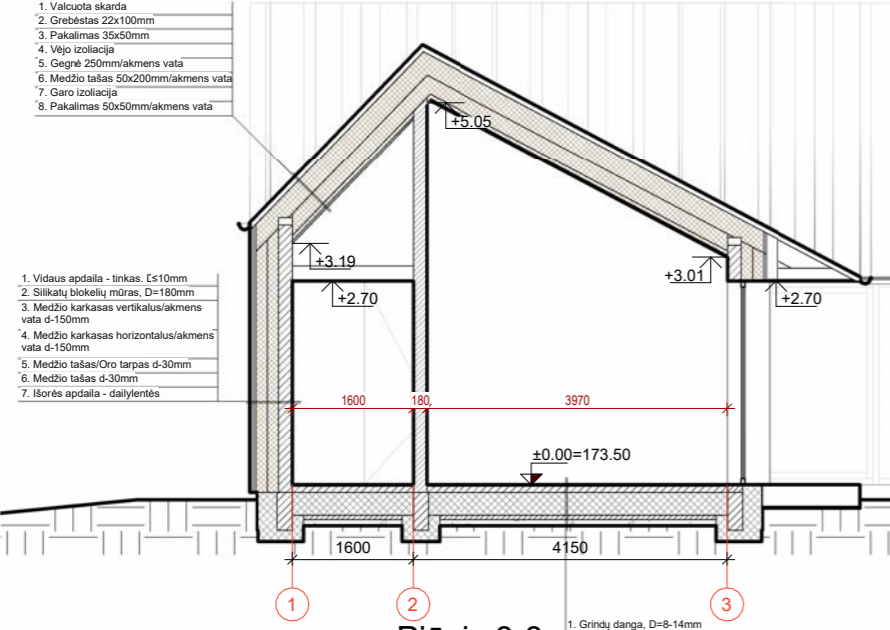 1. Valcuota skarda
2. Grebėstas 22x100mm
3. Pakalimas 35x50mm
4. Vėjo izoliacija
5. Gegnė 250mm/akmens vata
6. Medžio tašas 50x200mm/akmens vata
7. Garo izoliacija
8. Pakalimas 50x50mm/akmens vata
+5.05
+3.19
+3.01
+2.70
+2.70
1. Vidaus apdaila - tinkas. [≤10mm
2. Silikatų blokelių mūras, D=180mm
3. Medžio karkasas vertikalus/akmens
vata d-150mm
4. Medžio karkasas horizontalus/akmens
vata d-150mm
5. Medžio tašas/Oro tarpas d-30mm
6. Medžio tašas d-30mm
7. Išorės apdaila - dailylentės
1600 180 3970
±0.00=173.50
1600 4150
1 2 3
1. Grindų danga, D=8-14mm